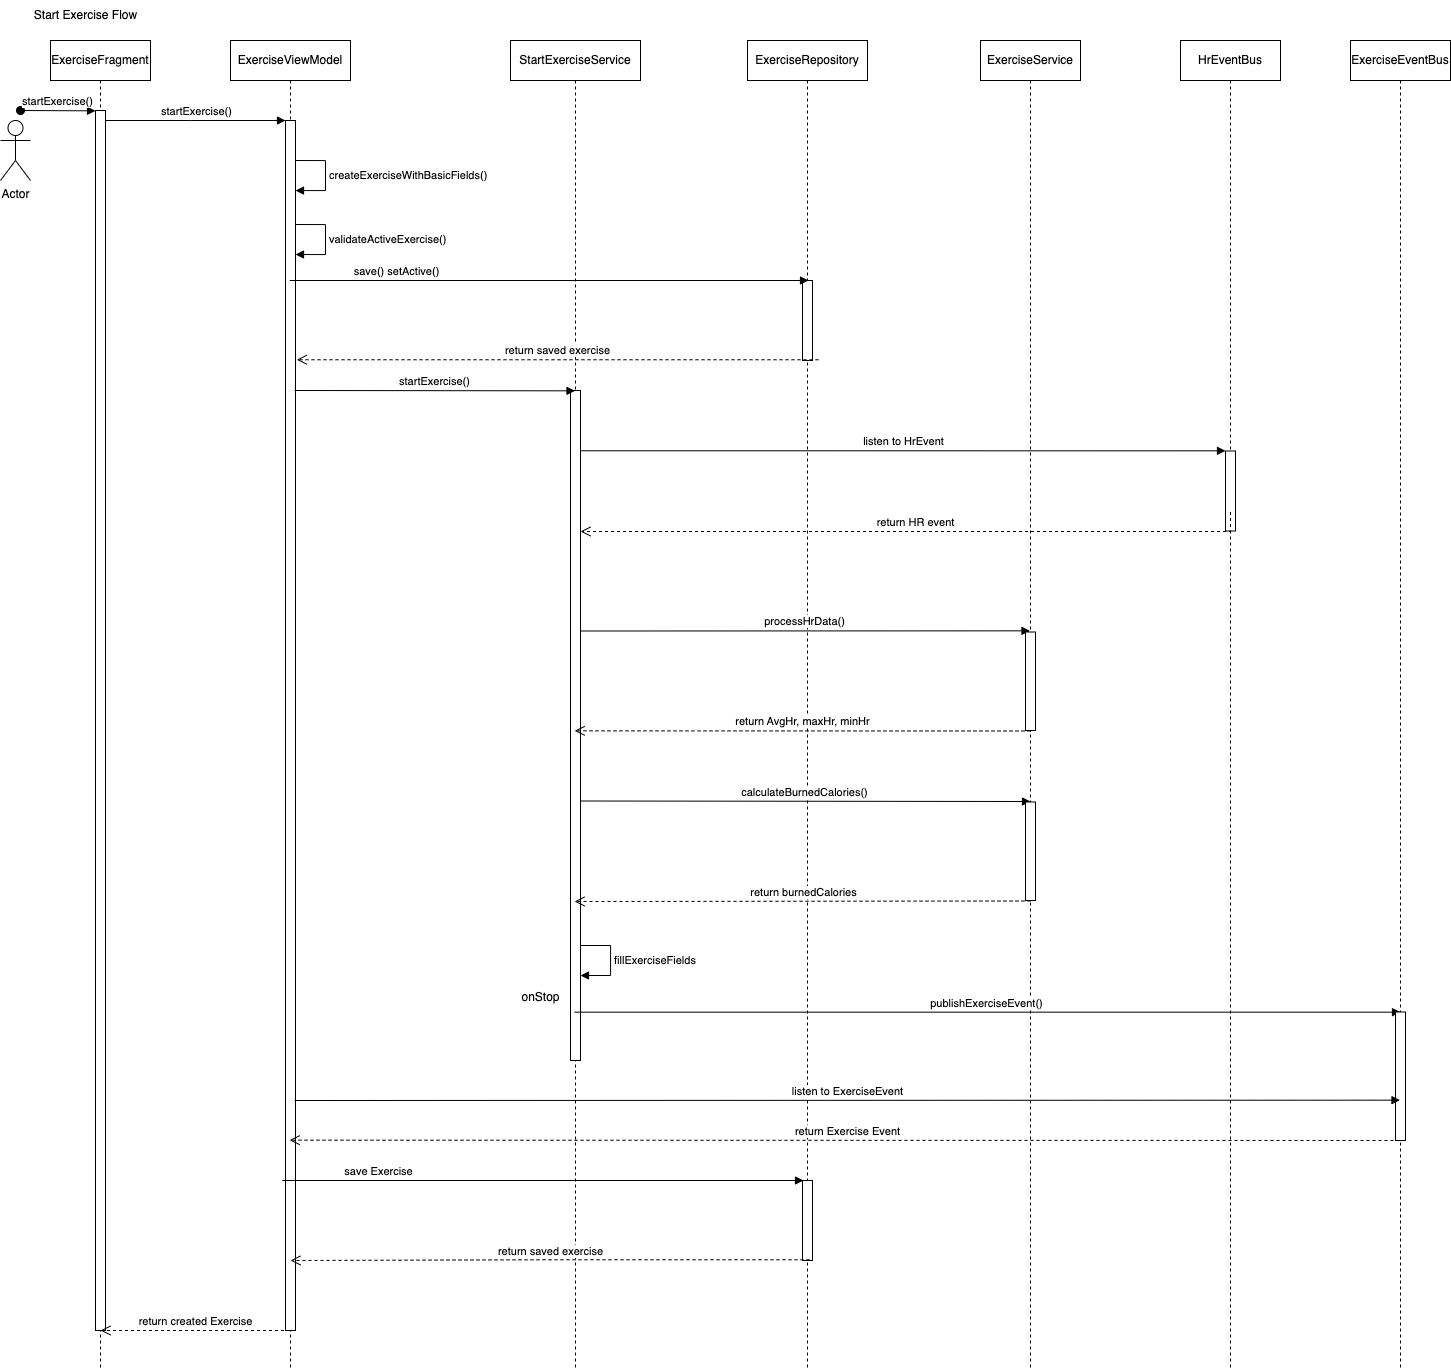 Start Exercise Flow
ExerciseFragment
ExerciseViewModel
StartExerciseService
ExerciseRepository
ExerciseService
HrEventBus
ExerciseEventBus
startExercise()
startExercise()
Actor
createExerciseWithBasicFields()
validateActiveExercise()
save() setActive()
return saved exercise
startExercise()
listen to HrEvent
return HR event
processHrData()
return AvgHr, maxHr, minHr
calculateBurnedCalories()
return burnedCalories
fillExerciseFields
onStop
publishExerciseEvent()
listen to ExerciseEvent
return Exercise Event
save Exercise
return saved exercise
return created Exercise